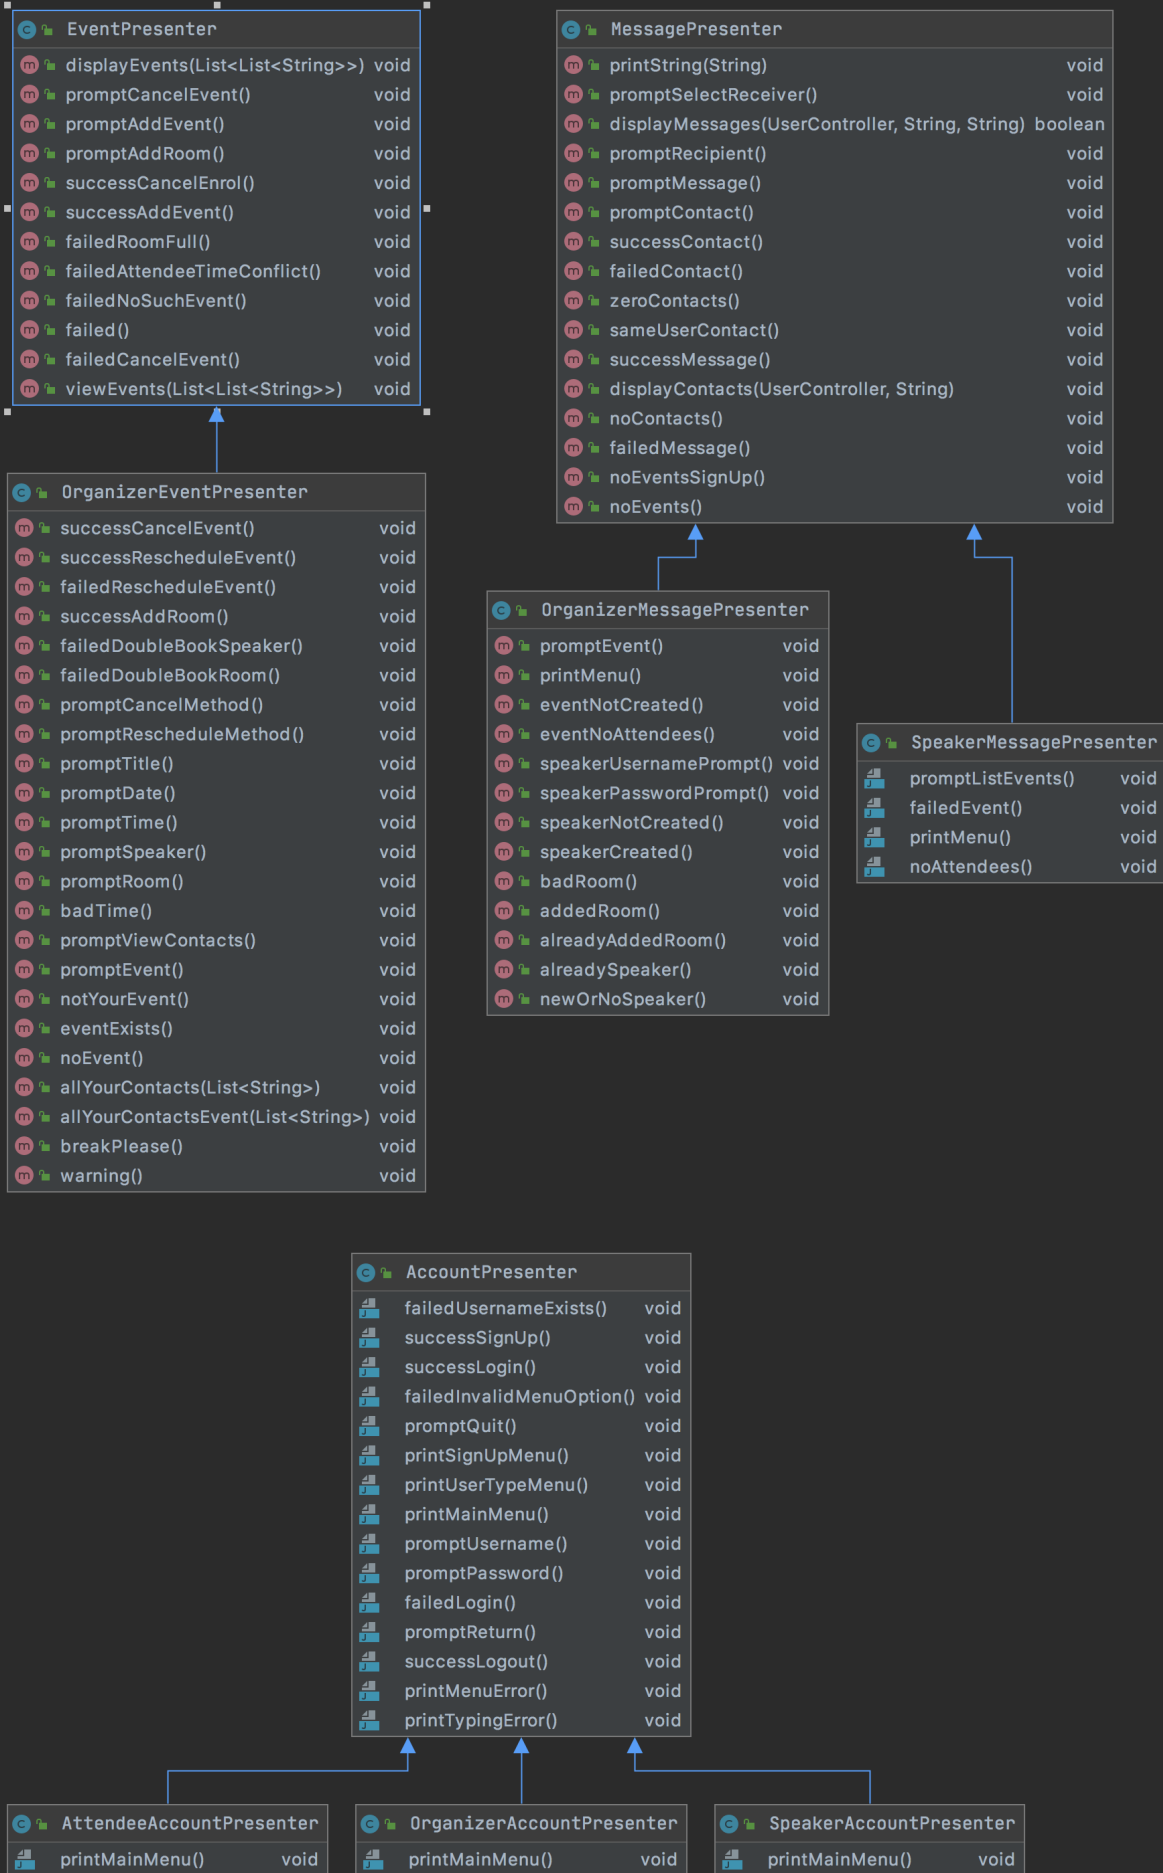 EventPresenter
displayEvents(List<List<String>>) void
promptCancelEvent() void
promptAddEvent() void
promptAddRoom() void
successCancelEnrol() void
successAddEvent() void
failedRoomFull() void
failedAttendeeTimeConflict() void
failedNoSuchEvent() void
failed() void
failedCancelEvent() void
viewEvents(List<List<String>>) void
MessagePresenter
printString(String) void
promptSelectReceiver() void
displayMessages(UserController, String, String) boolean
promptRecipient() void
promptMessage() void
promptContact() void
successContact() void
failedContact() void
zeroContacts() void
sameUserContact() void
successMessage() void
displayContacts(UserController, String) void
noContacts() void
failedMessage() void
noEventsSignUp() void
noEvents() void
OrganizerEventPresenter
successCancelEvent() void
successRescheduleEvent() void
failedRescheduleEvent() void
successAddRoom() void
failedDoubleBookSpeaker() void
failedDoubleBookRoom() void
promptCancelMethod() void
promptRescheduleMethod() void
promptTitle() void
promptDate() void
promptTime() void
promptSpeaker() void
promptRoom() void
badTime() void
promptViewContacts() void
promptEvent() void
notYourEvent() void
eventExists() void
noEvent() void
allYourContacts(List<String>) void
allYourContactsEvent(List<String>) void
breakPlease() void
warning() void
OrganizerMessagePresenter
promptEvent() void
printMenu() void
eventNotCreated() void
eventNoAttendees() void
speakerUsernamePrompt() void
speakerPasswordPrompt() void
speakerNotCreated() void
speakerCreated() void
badRoom() void
addedRoom() void
alreadyAddedRoom() void
alreadySpeaker() void
newOrNoSpeaker() void
SpeakerMessagePresenter
promptListEvents() void
failedEvent() void
printMenu() void
noAttendees() void
AccountPresenter
failedUsernameExists() void
successSignUp() void
successLogin() void
failedInvalidMenuOption() void
promptQuit() void
printSignUpMenu() void
printUserTypeMenu() void
printMainMenu() void
promptUsername() void
promptPassword() void
failedLogin() void
promptReturn() void
successLogout() void
printMenuError() void
printTypingError() void
AttendeeAccountPresenter
printMainMenu() void
OrganizerAccountPresenter
printMainMenu() void
SpeakerAccountPresenter
printMainMenu() void